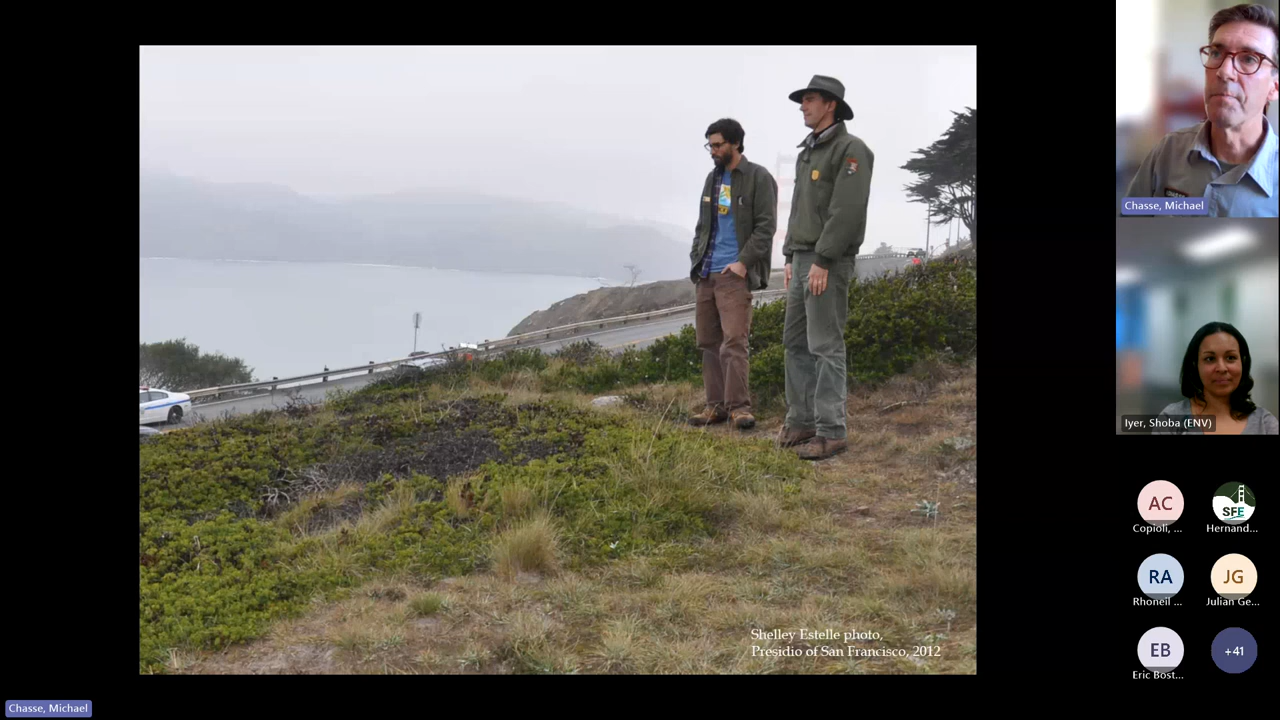 Shelley Estelle photo,
Presidio of San Francisco, 2012
Chasse, Michael
Iyer, Shoba (ENV)
AC
Copioli, ...
SFE
Hernand...
RA
Rhoneil ...
JG
Julian Ge...
EB
Eric Bost...
+41
Chasse, Michael